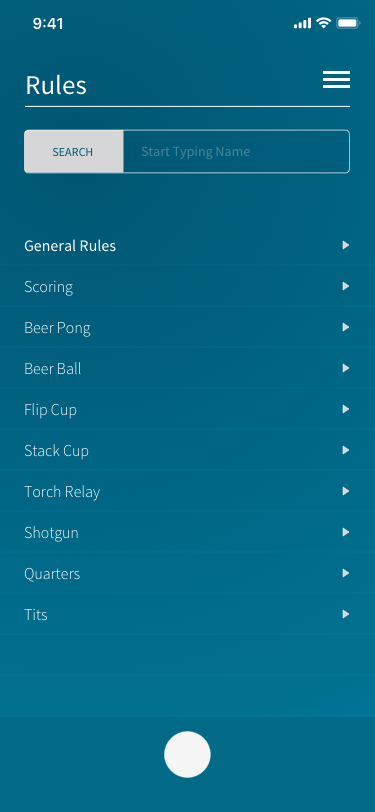 9:41
Rules
SEARCH
Start Typing Name
General Rules
Scoring
Beer Pong
Beer Ball
Flip Cup
Stack Cup
Torch Relay
Shotgun
Quarters
Tits